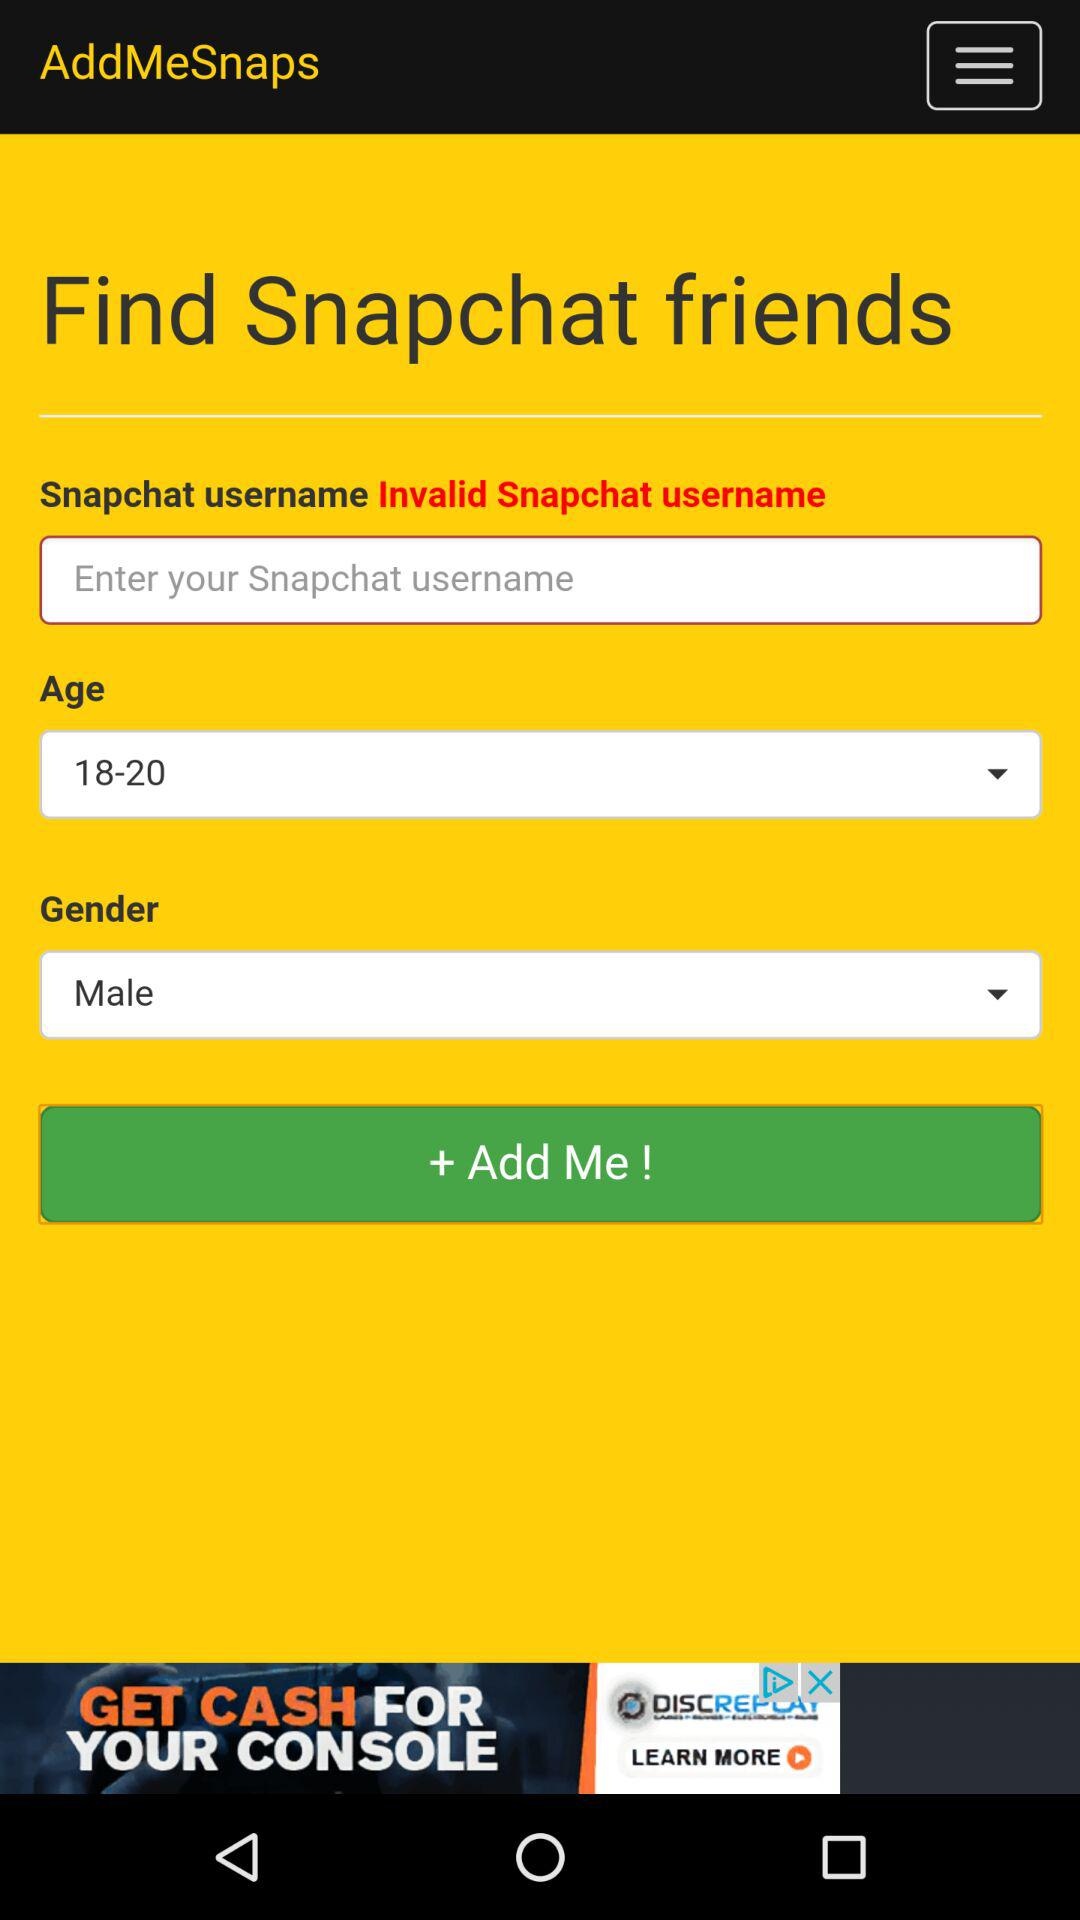 AddMeSnaps
Find Snapchat friends
Snapchat username Invalid Snapchat username
Enter your Snapchat username
Age
18-20
Gender
Male
+ Add Me !
GET CASH FOR
YOUR CONSOLE
DISCREPLAY
LEARN MORE